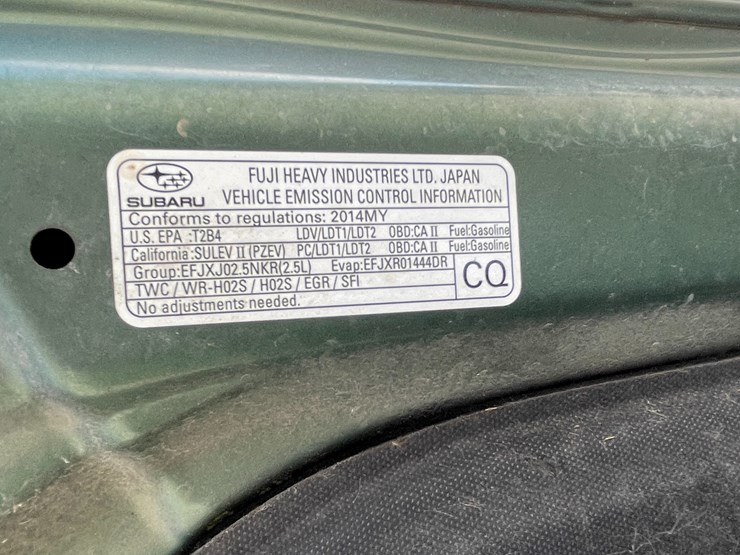 SUBARU
FUJI HEAVY INDUSTRIES LTD. JAPAN
VEHICLE EMISSION CONTROL INFORMATION
Conforms to regulations: 2014MY
U.S. EPA :T2B4 LDV/LDT1/LDT2 OBD:CA II Fuel:Gasoline
California:SULEV II (PZEV) PC/LDT1/LDT2 OBD:CA II Fuel:Gasoline
Group:EFJXJ02.5NKR(2.5L) Evap:EFJXR01444DR
TWC / WR-HO2S / HO2S / EGR / SFI
No adjustments needed.
CQ